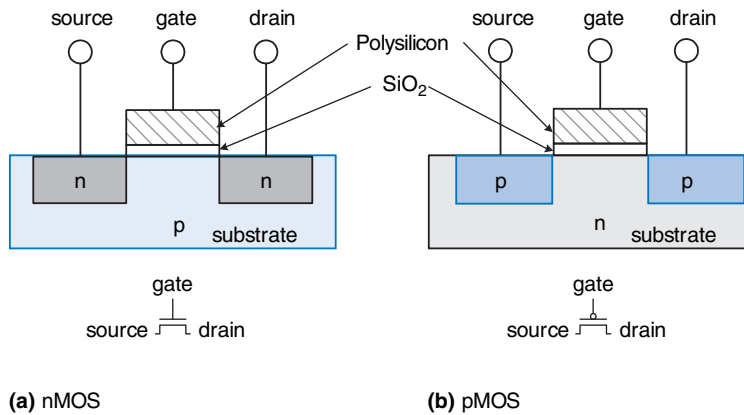 source gate drain
Polysilicon
SiO₂
n n
p
substrate
gate
source drain
(a) nMOS
source gate drain
p p
n
substrate
gate
source drain
(b) pMOS